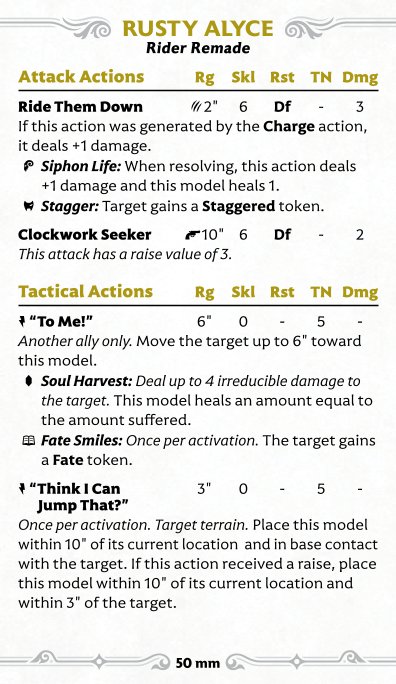 RUSTY ALYCE
Rider Remade
Attack Actions Rg Skl Rst TN Dmg
Ride Them Down 2" 6 Df - 3
If this action was generated by the Charge action,
it deals +1 damage.
Siphon Life: When resolving, this action deals
+1 damage and this model heals 1.
Stagger: Target gains a Staggered token.
Clockwork Seeker 10" 6 Df - 2
This attack has a raise value of 3.
Tactical Actions Rg Skl Rst TN Dmg
“To Me!” 6" 0 - 5 -
Another ally only. Move the target up to 6" toward
this model.
Soul Harvest: Deal up to 4 irreducible damage to
the target. This model heals an amount equal to
the amount suffered.
Fate Smiles: Once per activation. The target gains
a Fate token.
“Think I Can 3" 0 - 5 -
Jump That?”
Once per activation. Target terrain. Place this model
within 10" of its current location and in base contact
with the target. If this action received a raise, place
this model within 10" of its current location and
within 3" of the target.
50 mm